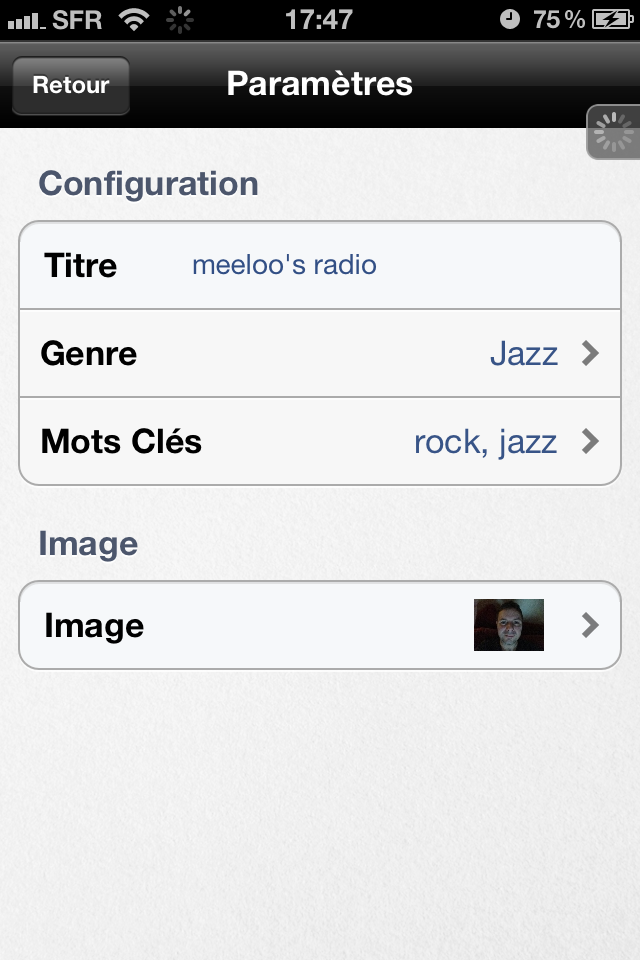 SFR 17:47 75 %
Retour Paramètres
Configuration
Titre meeloo's radio
Genre Jazz
Mots Clés rock, jazz
Image
Image